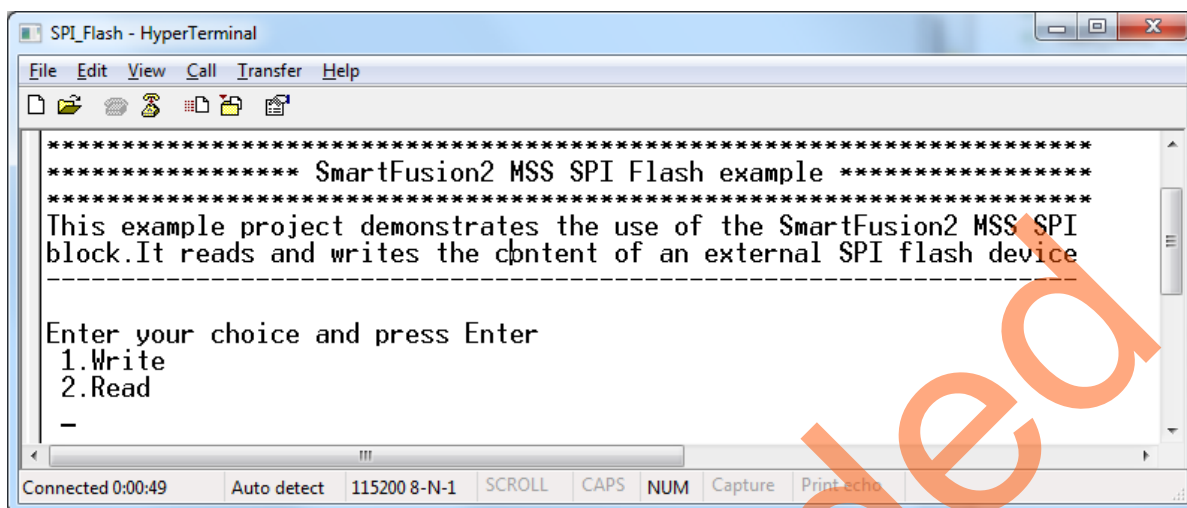 SPI_Flash - HyperTerminal
File Edit View Call Transfer Help
**********************************************************************
***************** SmartFusion2 MSS SPI Flash example *****************
**********************************************************************
This example project demonstrates the use of the SmartFusion2 MSS SPI
block.It reads and writes the content of an external SPI flash device
---------------------------------------------------------------------
Enter your choice and press Enter
1.Write
2.Read
_
Connected 0:00:49 Auto detect 115200 8-N-1 SCROLL CAPS NUM Capture Print echo
ded